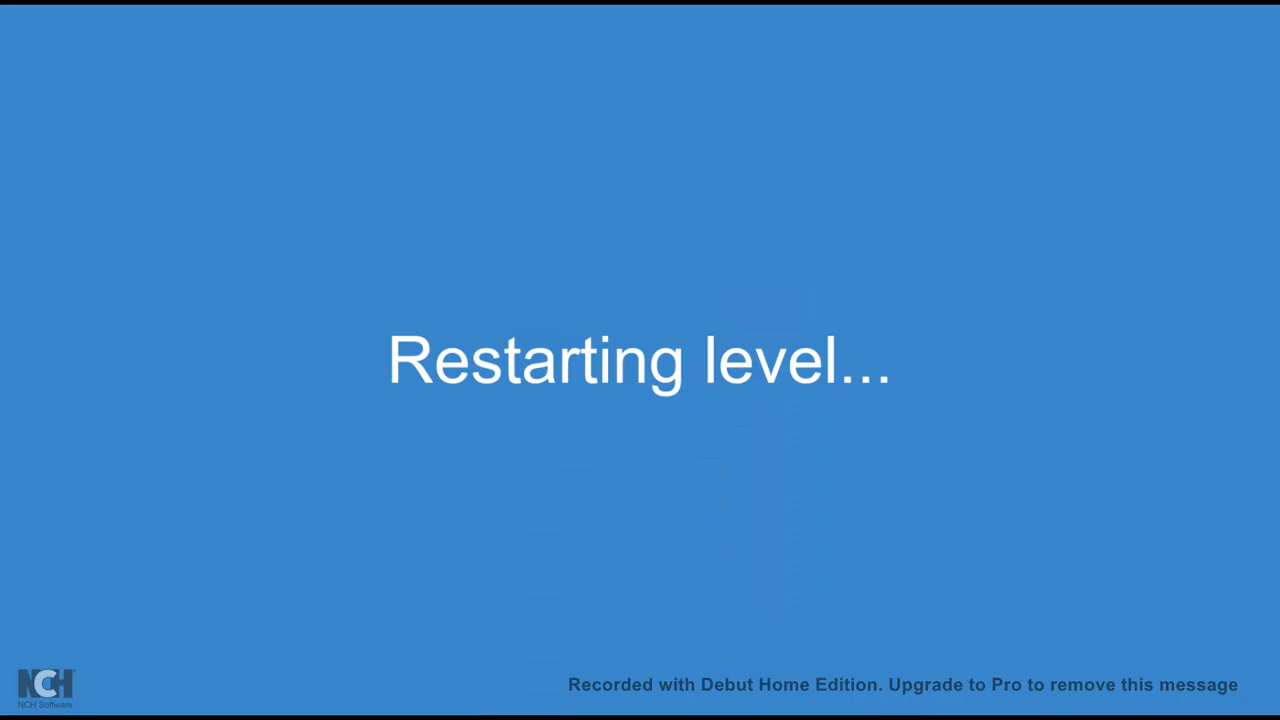 Restarting level...
NCH
NCH Software
Recorded with Debut Home Edition. Upgrade to Pro to remove this message